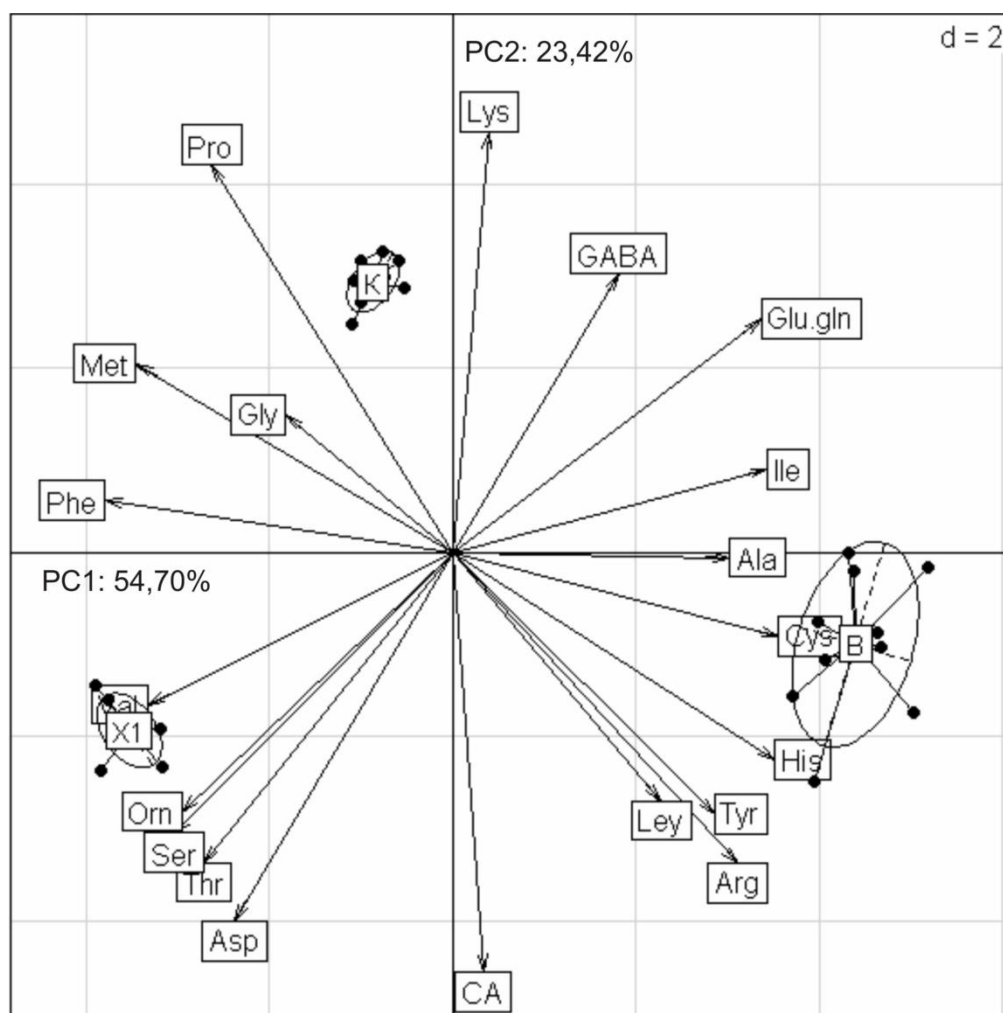 d = 2
PC2: 23,42%
Lys
Pro
GABA
K
Glu.gln
Met
Gly
Ile
Phe
Ala
PC1: 54,70%
Cys
B
X1
His
Orn
Ley
Tyr
Ser
Thr
Arg
Asp
CA